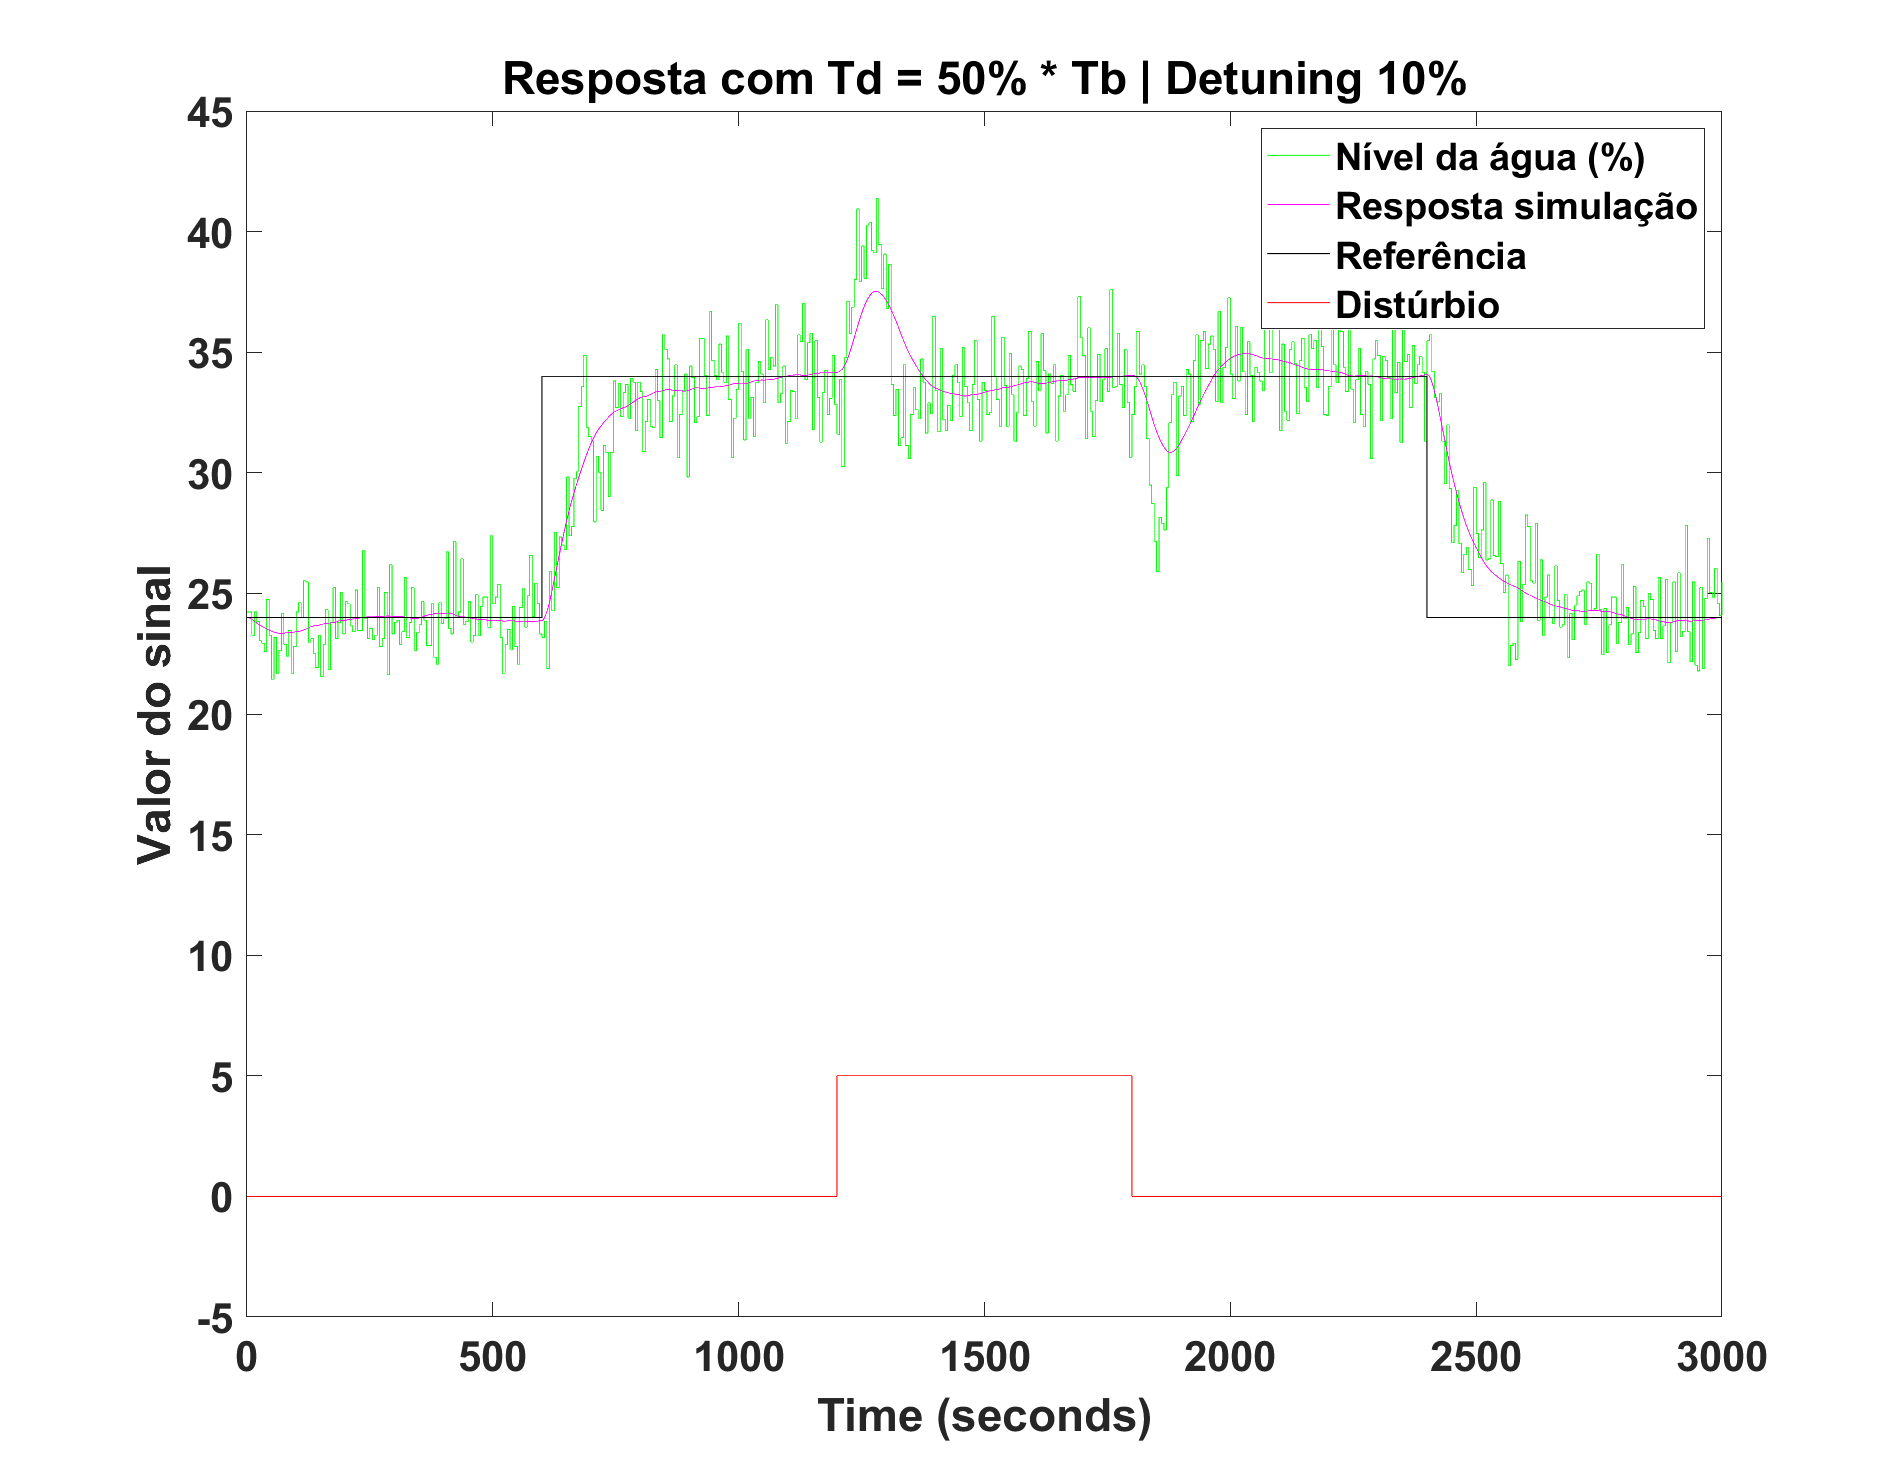 Resposta com Td = 50% * Tb | Detuning 10%
45
40
35
30
25
20
15
10
5
0
-5
Valor do sinal
Nível da água (%)
Resposta simulação
Referência
Distúrbio
0 500 1000 1500 2000 2500 3000
Time (seconds)